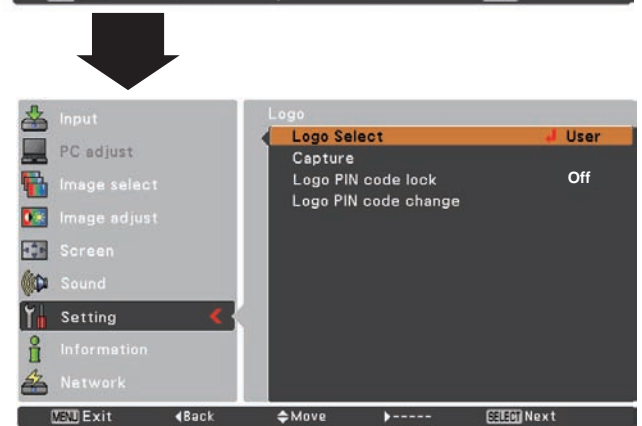 Input
PC adjust
Image select
Image adjust
Screen
Sound
Setting
Information
Network
Logo
Logo Select User
Capture
Logo PIN code lock Off
Logo PIN code change
MENU Exit Back Move ----- SELECT Next